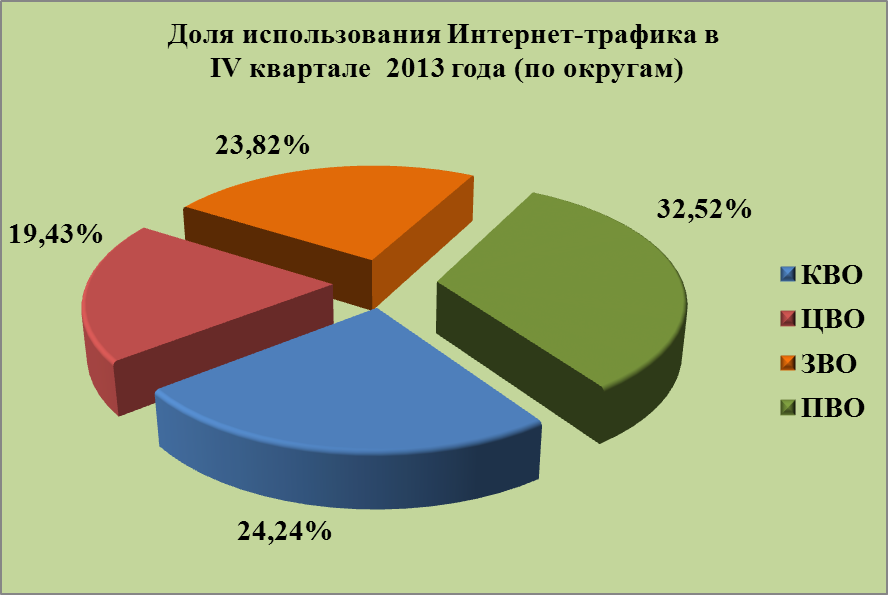 Доля использования Интернет-трафика в
IV квартале 2013 года (по округам)
23,82%
32,52%
19,43%
24,24%
КВО
ЦВО
ЗВО
ПВО